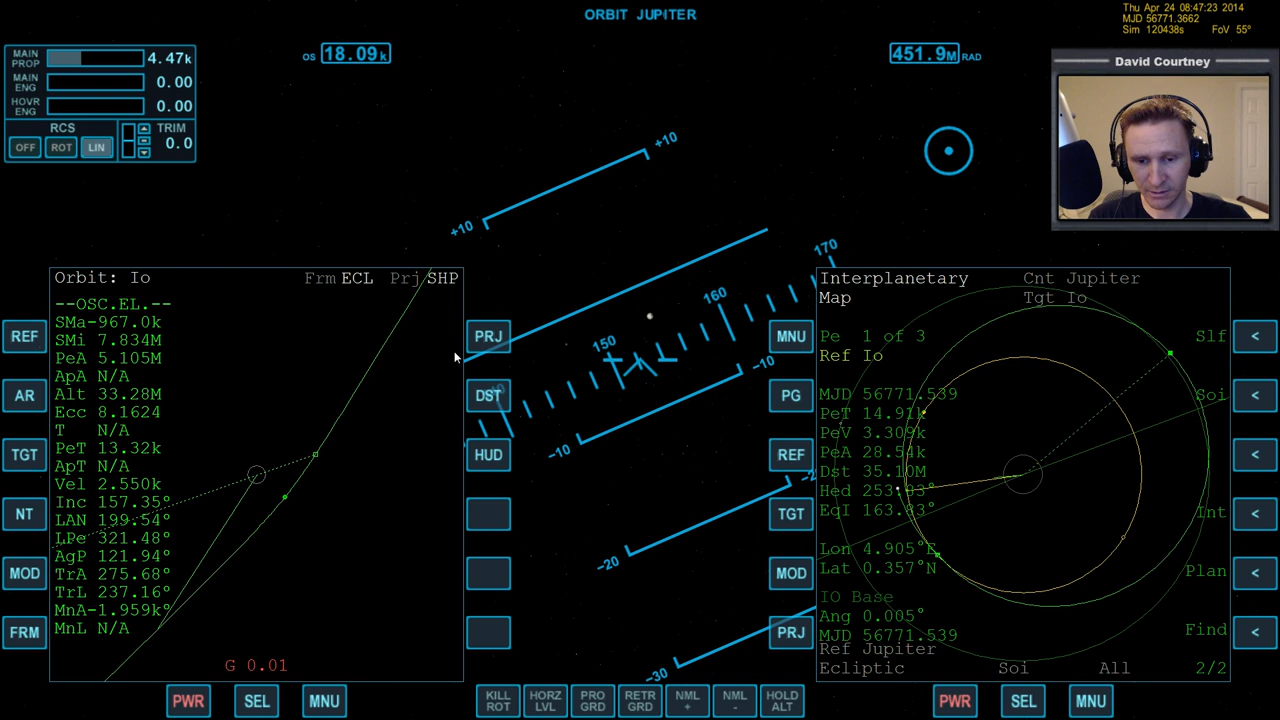 ORBIT JUPITER
Thu Apr 24 08:47:23 2014
MJD 56771.3662
Sim 120438s FoV 55°
MAIN PROP 4.47k
MAIN ENG 0.00
HOVR ENG 0.00
RCS TRIM
OFF ROT LIN 0.0
OS 18.09k
451.9M RAD
David Courtney
+10
+10
170
160
150
-10
-10
-20
-30
Orbit: Io Frm ECL Prj SHP
--OSC.EL.--
SMa-967.0k
SMi 7.834M
PeA 5.105M
ApA N/A
Alt 33.28M
Ecc 8.1624
T N/A
PeT 13.32k
ApT N/A
Vel 2.550k
Inc 157.35°
LAN 199.54°
LPe 321.48°
AgP 121.94°
TrA 275.68°
TrL 237.16°
MnA-1.959k°
MnL N/A
G 0.01
REF
AR
TGT
NT
MOD
FRM
PRJ
DST
HUD
PWR SEL MNU
KILL ROT
HORZ LVL
PRO GRD
RETR GRD
NML +
NML -
HOLD ALT
MNU
PG
REF
TGT
MOD
PRJ
Interplanetary Cnt Jupiter
Map Tgt Io
Pe 1 of 3 Slf <
Ref Io
MJD 56771.539 Soi <
PeT 14.91k
PeV 3.309k
PeA 28.54k <
Dst 35.10M
Hed 253.93°
EqI 163.83° Int <
Lon 4.905°E
Lat 0.357°N Plan <
IO Base
Ang 0.005°
MJD 56771.539 Find <
Ref Jupiter
Ecliptic Soi All 2/2
PWR SEL MNU